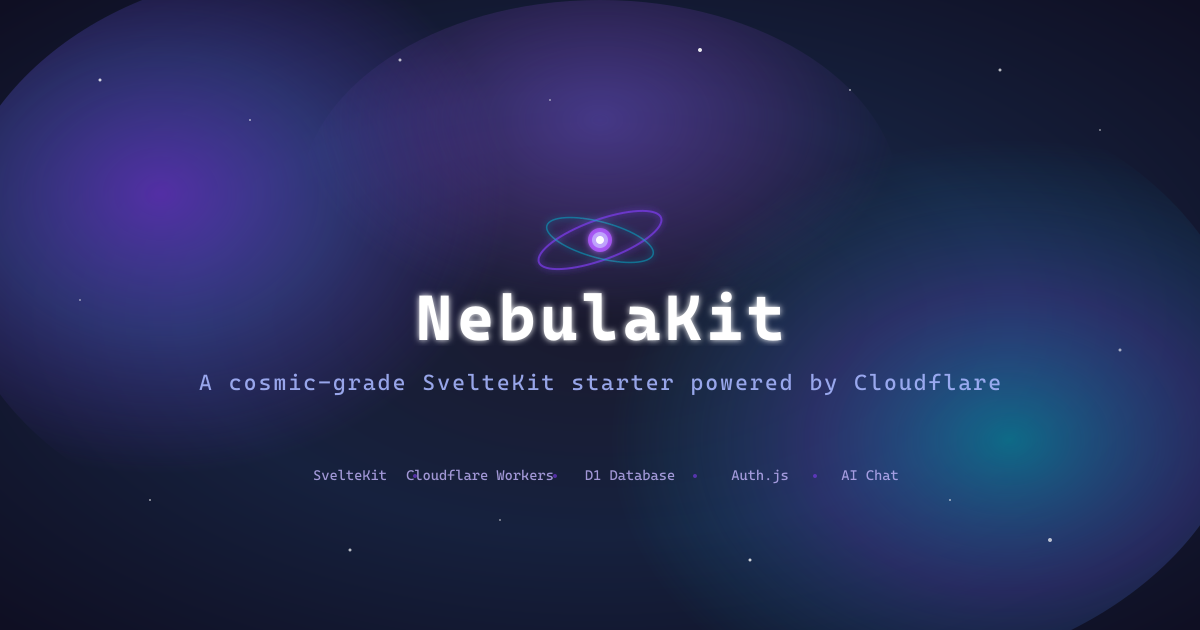 NebulaKit
A cosmic-grade SvelteKit starter powered by Cloudflare
SvelteKit • Cloudflare Workers • D1 Database • Auth.js • AI Chat